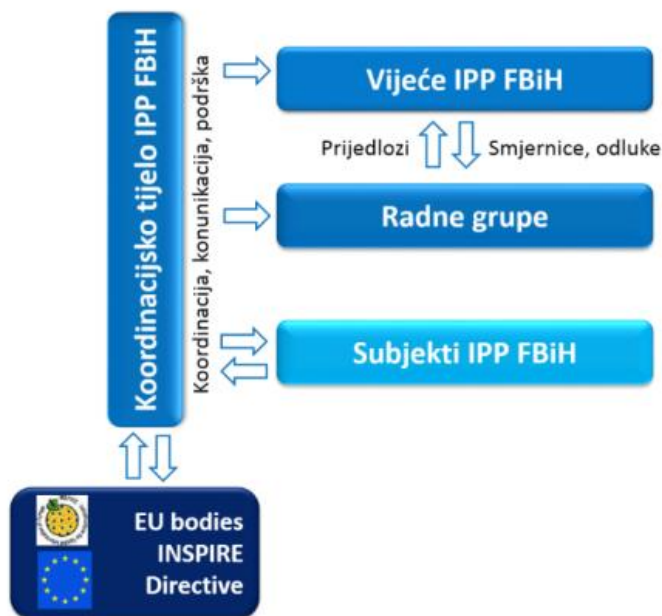 Koordinacijsko tijelo IPP FBiH
Koordinacija, komunikacija, podrška
Vijeće IPP FBiH
Prijedlozi
Smjernice, odluke
Radne grupe
Subjekti IPP FBiH
EU bodies
INSPIRE
Directive